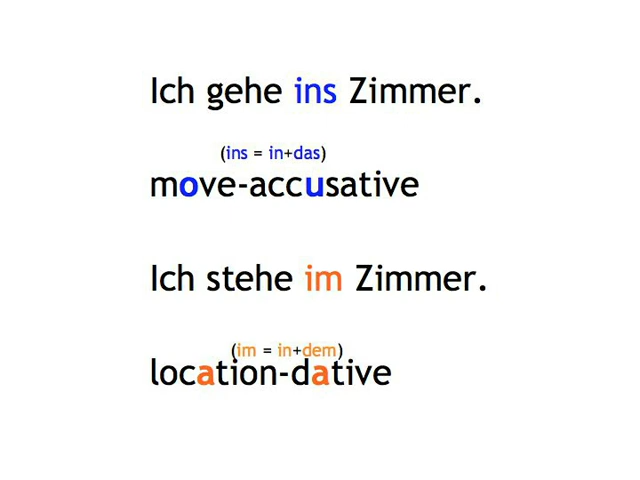 Ich gehe ins Zimmer.
(ins = in+das)
move-accusative
Ich stehe im Zimmer.
(im = in+dem)
location-dative